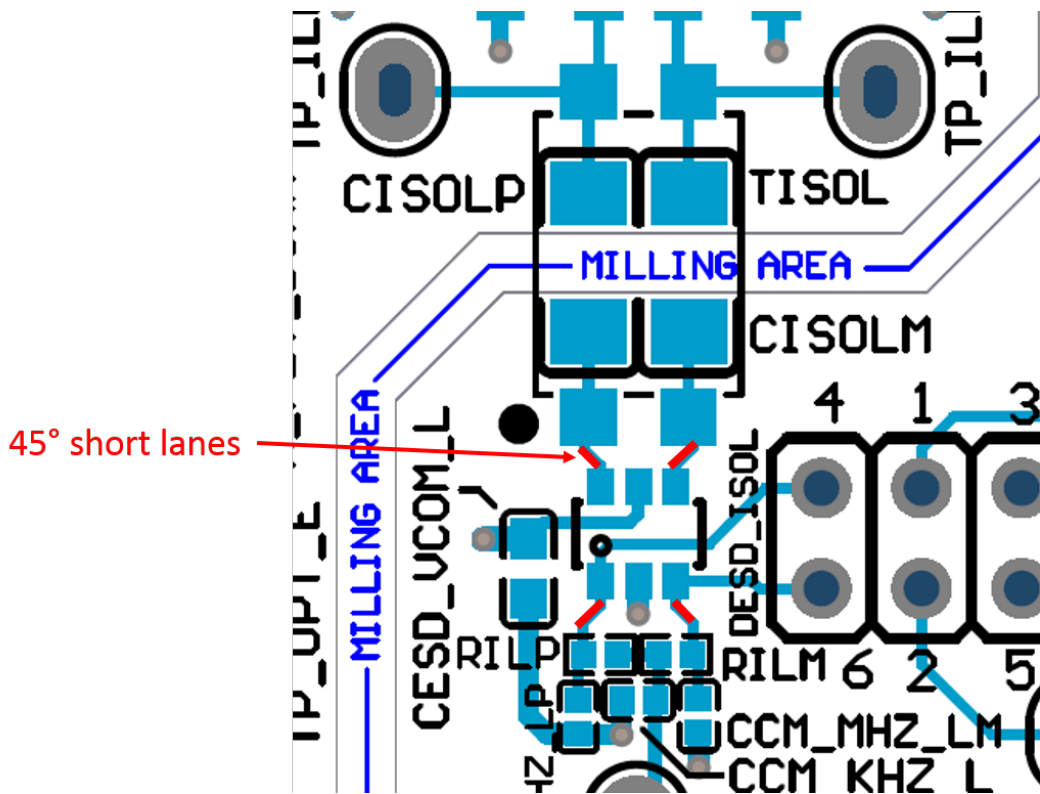 TP_IL
TP_IL
CISOLP
TISOL
MILLING AREA
CISOLM
4
1
3
45° short lanes
MILLING AREA
CESD_VCOM_L
DESD_ISOL
TP_OPT_E
RILP
RILM
6
2
5
LP
CCM_MHZ_LM
CCM_KHZ_L